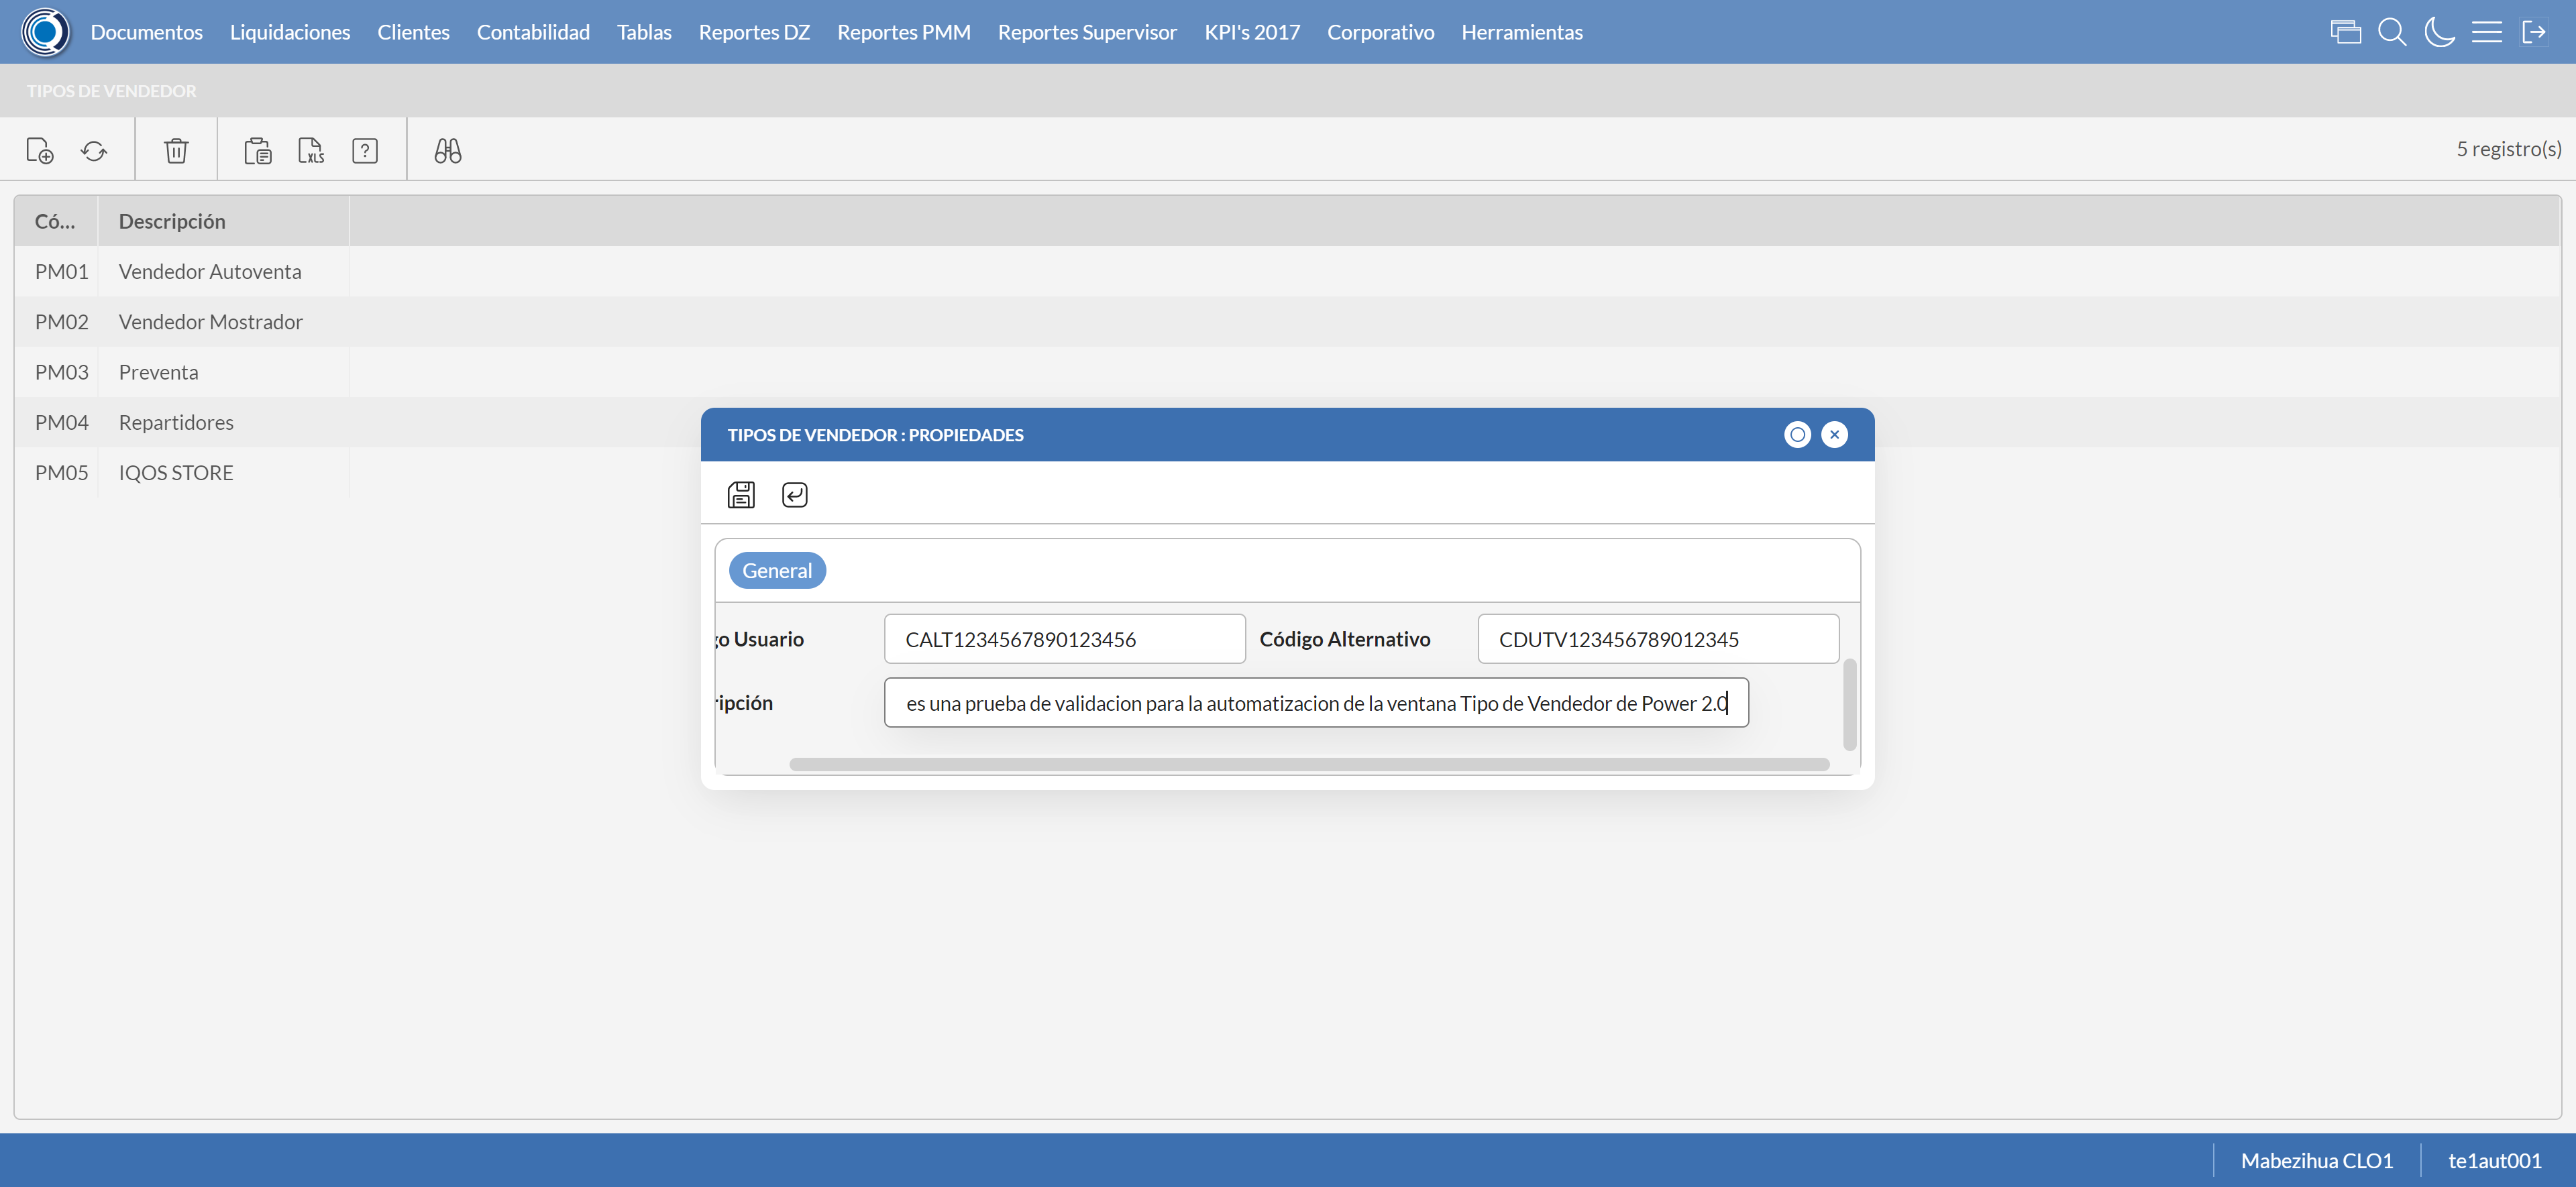 Documentos Liquidaciones Clientes Contabilidad Tablas Reportes DZ Reportes PMM Reportes Supervisor KPI's 2017 Corporativo Herramientas
TIPOS DE VENDEDOR
XLS ? 5 registro(s)
Có... Descripción
PM01 Vendedor Autoventa
PM02 Vendedor Mostrador
PM03 Preventa
PM04 Repartidores
PM05 IQOS STORE
TIPOS DE VENDEDOR : PROPIEDADES
General
go Usuario CALT1234567890123456 Código Alternativo CDUTV123456789012345
ripción es una prueba de validacion para la automatizacion de la ventana Tipo de Vendedor de Power 2.0
Mabezihua CLO1 te1aut001